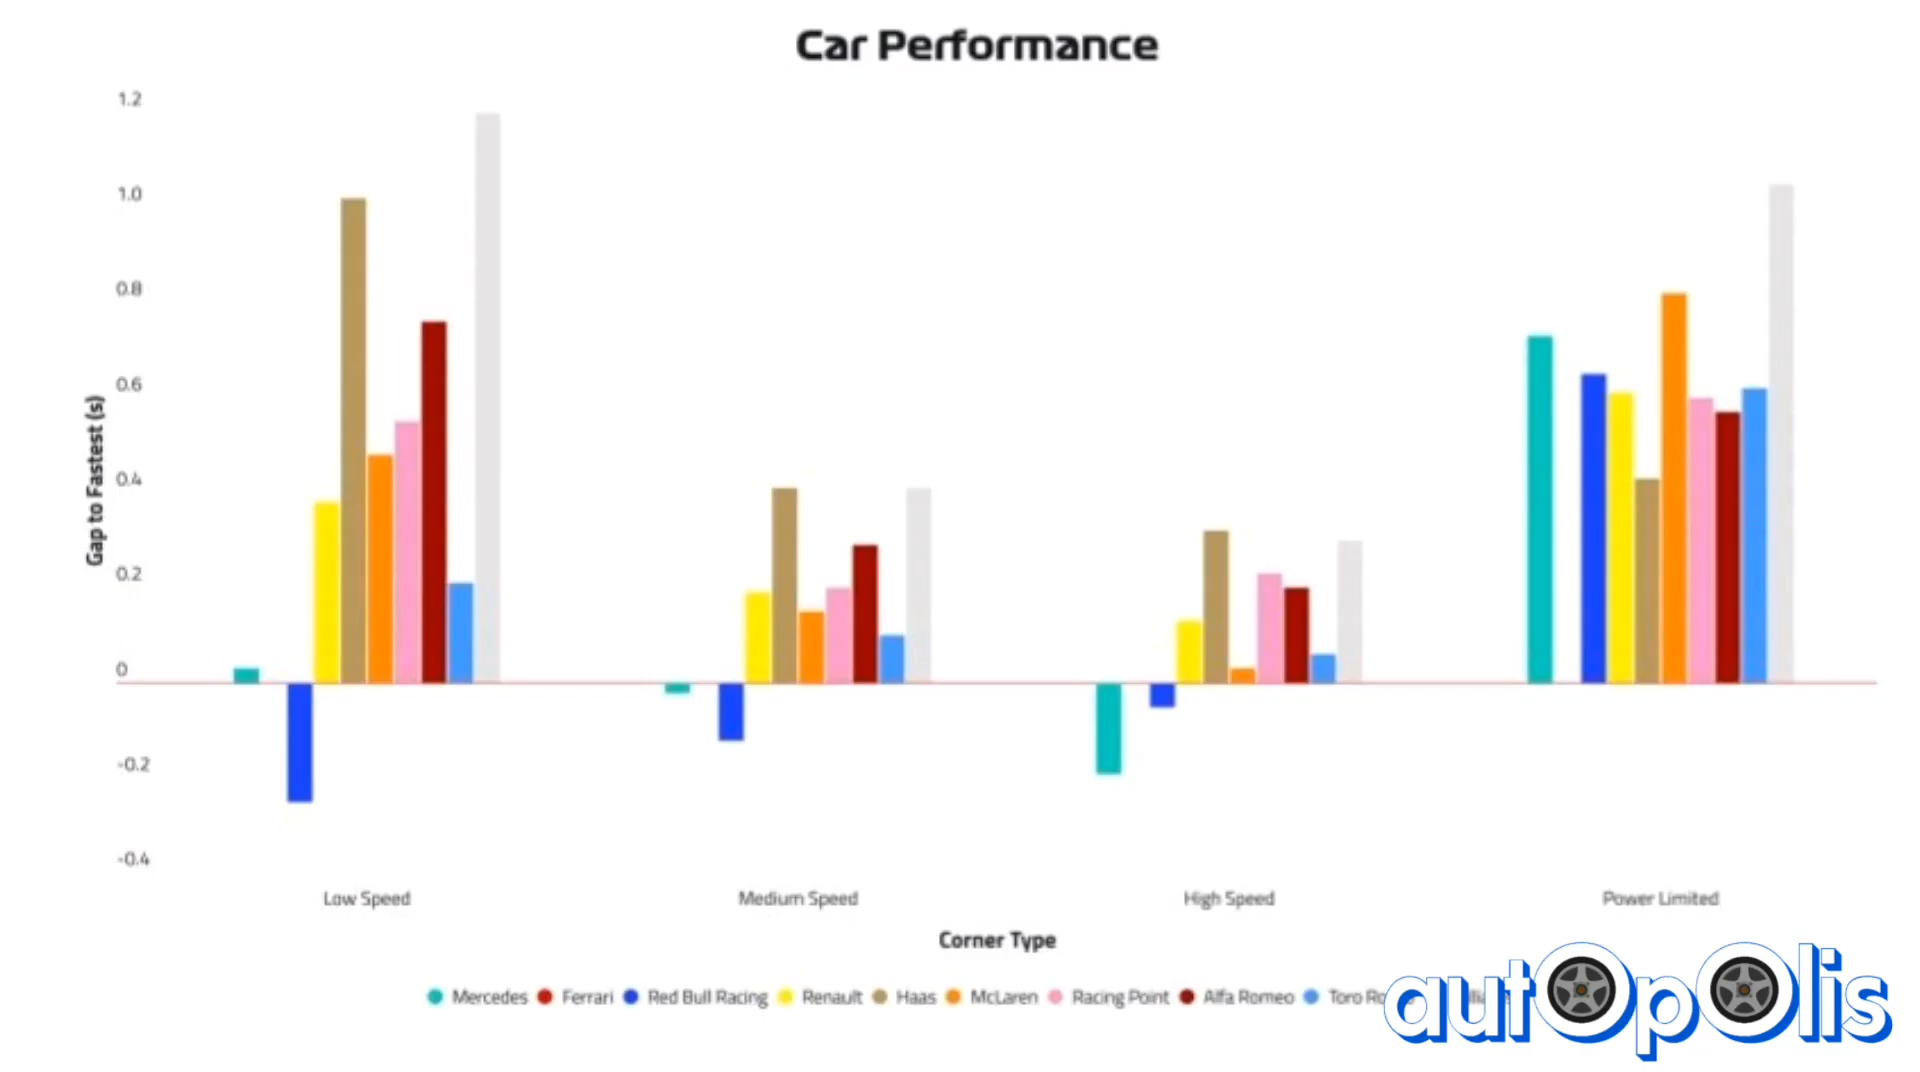 Car Performance
1.2
1.0
0.8
0.6
0.4
0.2
0
-0.2
-0.4
Gap to Fastest (s)
Low Speed Medium Speed High Speed Power Limited
Corner Type
Mercedes Ferrari Red Bull Racing Renault Haas McLaren Racing Point Alfa Romeo Toro
autOpOlis